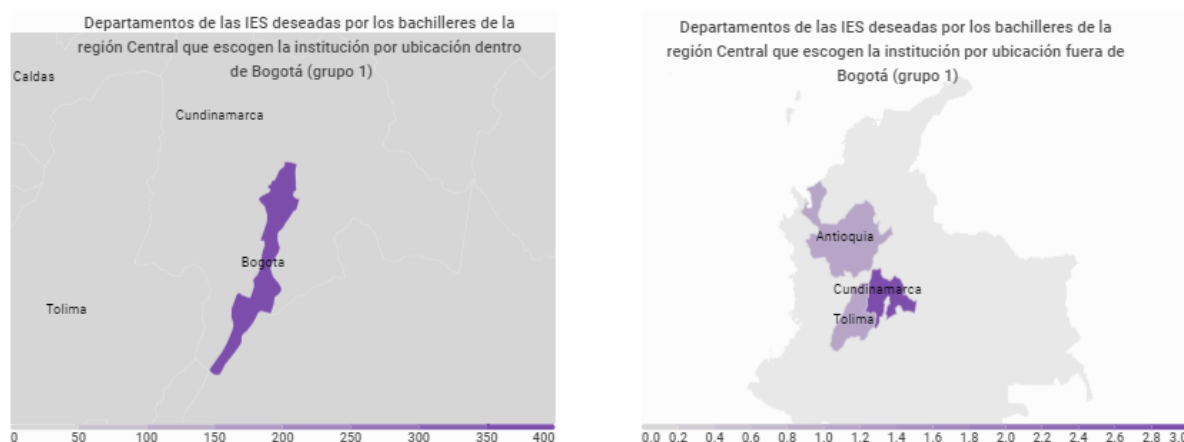 Departamentos de las IES deseadas por los bachilleres de la
región Central que escogen la institución por ubicación dentro
de Bogotá (grupo 1)
Caldas
Cundinamarca
Bogota
Tolima
0 50 100 150 200 250 300 350 400
Departamentos de las IES deseadas por los bachilleres de la
región Central que escogen la institución por ubicación fuera de
Bogotá (grupo 1)
Antioquia
Cundinamarca
Tolima
0.0 0.2 0.4 0.6 0.8 1.0 1.2 1.4 1.6 1.8 2.0 2.2 2.4 2.6 2.8 3.0